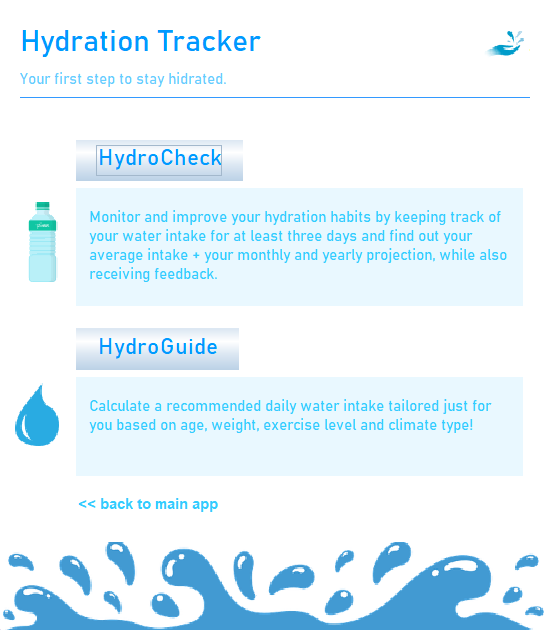 Hydration Tracker
Your first step to stay hidrated.
HydroCheck
Monitor and improve your hydration habits by keeping track of
your water intake for at least three days and find out your
average intake + your monthly and yearly projection, while also
receiving feedback.
HydroGuide
Calculate a recommended daily water intake tailored just for
you based on age, weight, exercise level and climate type!
<< back to main app